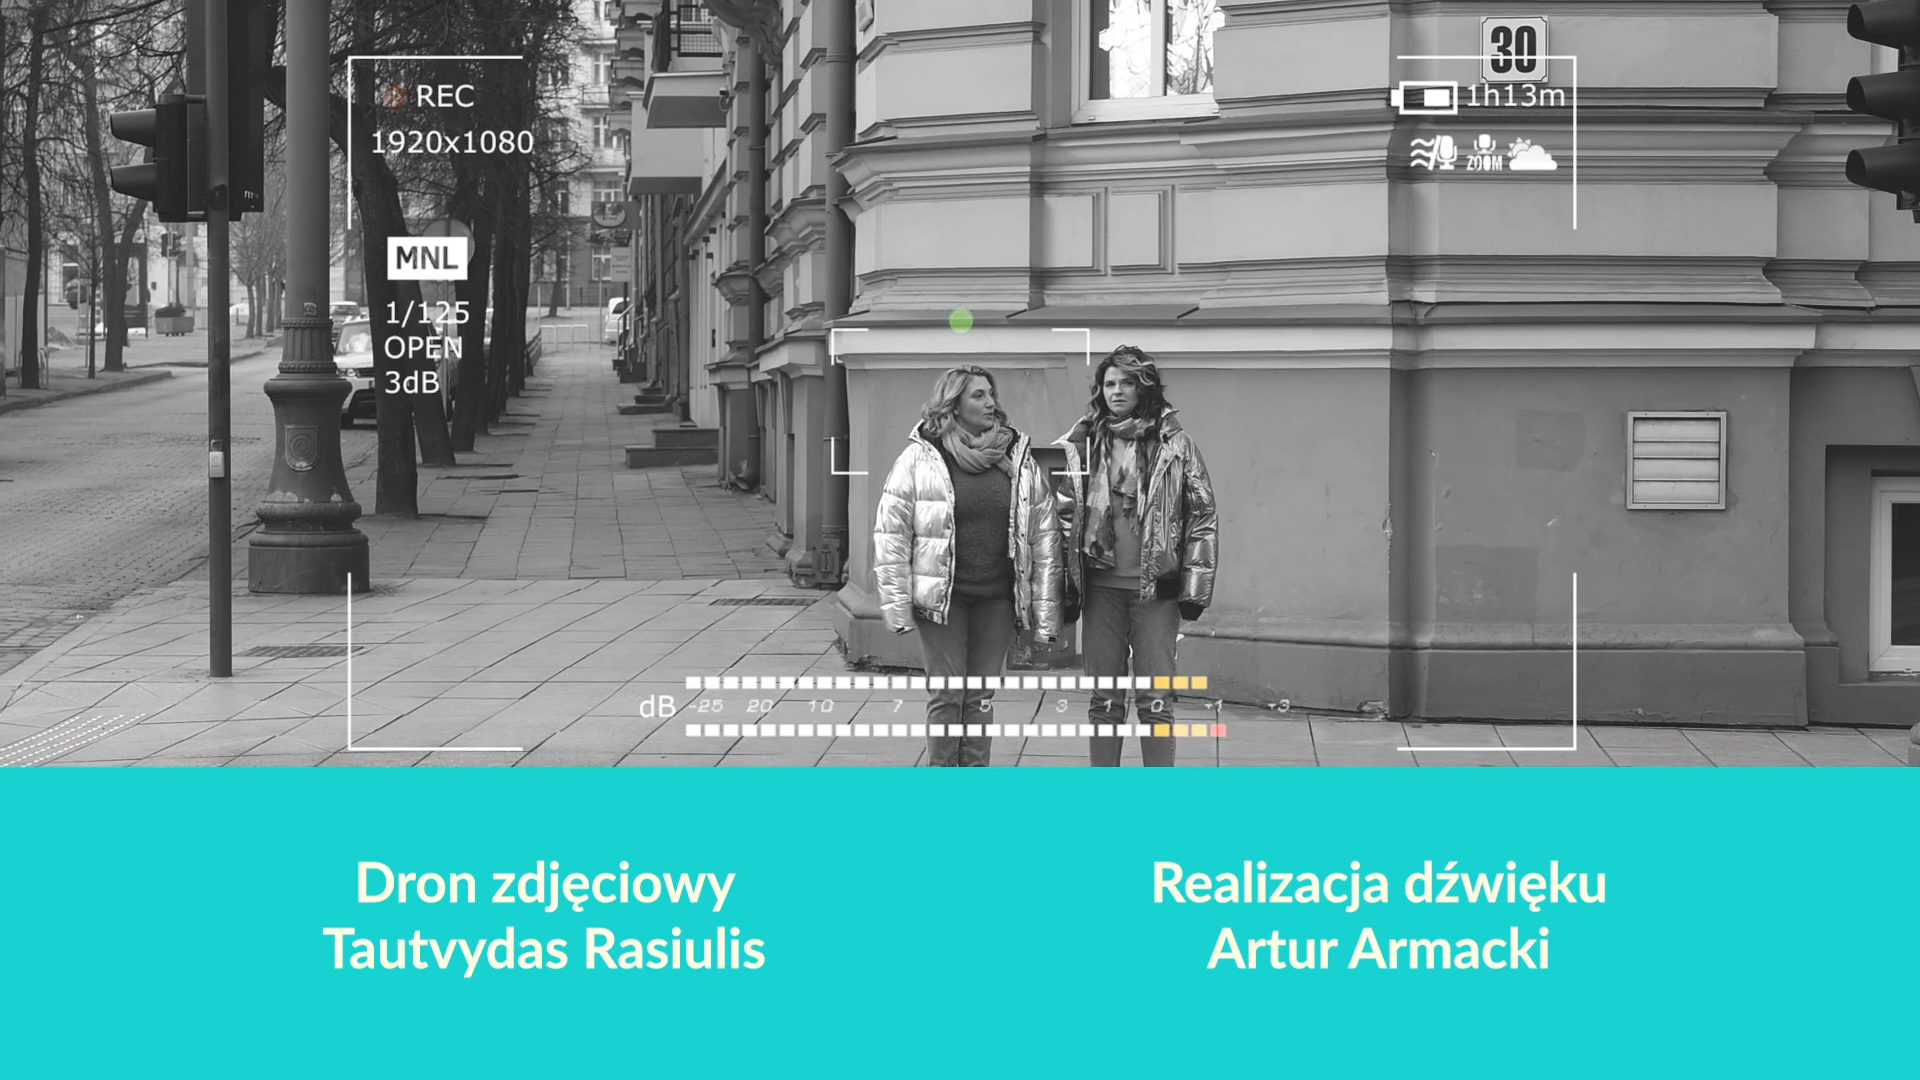 30
REC
1h13m
1920x1080
ZOOM
MNL
1/125
OPEN
3dB
dB -25 20 10 7 5 3 1 0 +1 +3
Dron zdjęciowy
Tautvydas Rasiulis
Realizacja dźwięku
Artur Armacki